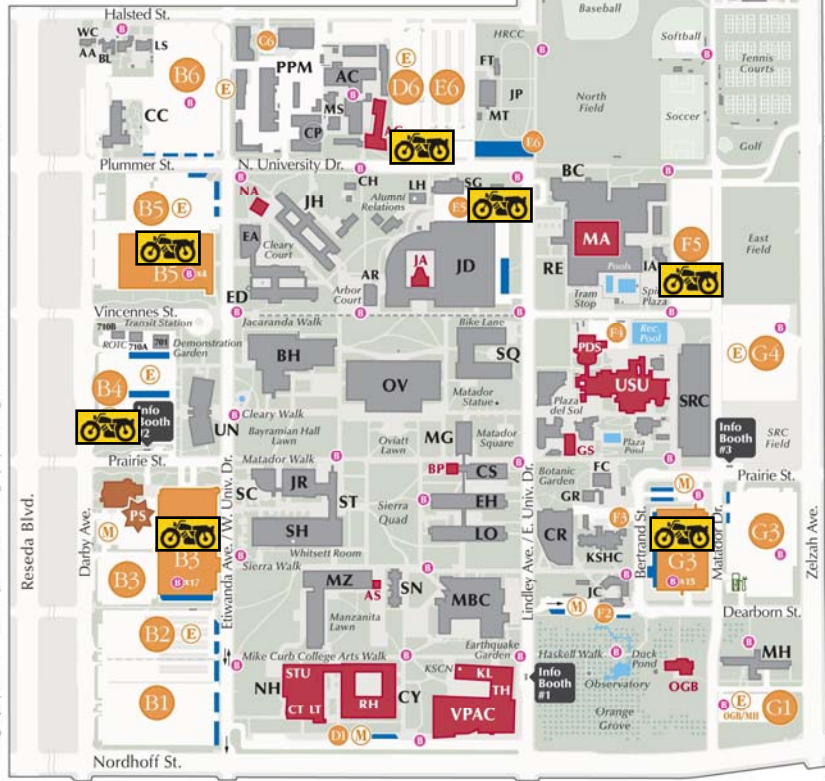 Halsted St.
Baseball
HRCC
Softball
WC
AA
BL
LS
B6
E
C6
PPM
AC
E
D6
E6
FT
JP
MT
North
Field
Tennis
Courts
CC
MS
CP
Soccer
E6
Golf
Plummer St.
N. University Dr.
BC
B5
E
NA
JH
CH
LH
SG
Alumni
Relations
E5
MA
F5
East
Field
EA
Cleary
Court
B5
B x4
JA
JD
RE
Pools
IA
AR
Arbor
Court
ED
Tram
Stop
Plaza
Vincennes St.
710B
Transit Station
ROTC
710A
701
Demonstration
Garden
Jacaranda Walk
Bike Lane
F4
Rec.
Pool
BH
SQ
PDS
E
G4
B4
E
OV
Matador
Statue
USU
SRC
Info
Booth
#2
UN
Cleary Walk
Bayramian Hall
Lawn
Oviatt
Lawn
MG
Matador
Square
Plaza
del Sol
GS
Plaza
Pool
Info
Booth
#3
SRC
Field
Prairie St.
Matador Walk
BP
CS
Botanic
Garden
FC
Prairie St.
PS
M
SC
JR
ST
Sierra
Quad
EH
GR
M
SH
LO
CR
F3
KSHC
G3
G3
B x15
Whitsett Room
B3
B3
B x17
Sierra Walk
Reseda Blvd.
Darby Ave.
Etiwanda Ave. / W. Univ. Dr.
Lindley Ave. / E. Univ. Dr.
Bertrand St.
Matador Dr.
Zelzah Ave.
MZ
AS
SN
MBC
JC
M
F2
Dearborn St.
B2
E
Manzanita
Lawn
Earthquake
Garden
Haskell Walk
Duck
Pond
MH
Mike Curb College Arts Walk
KSCN
KL
TH
Info
Booth
#1
Observatory
OGB
B1
NH
STU
CT
LT
RH
CY
VPAC
Orange
Grove
E
OGB/MH
G1
D1
M
Nordhoff St.